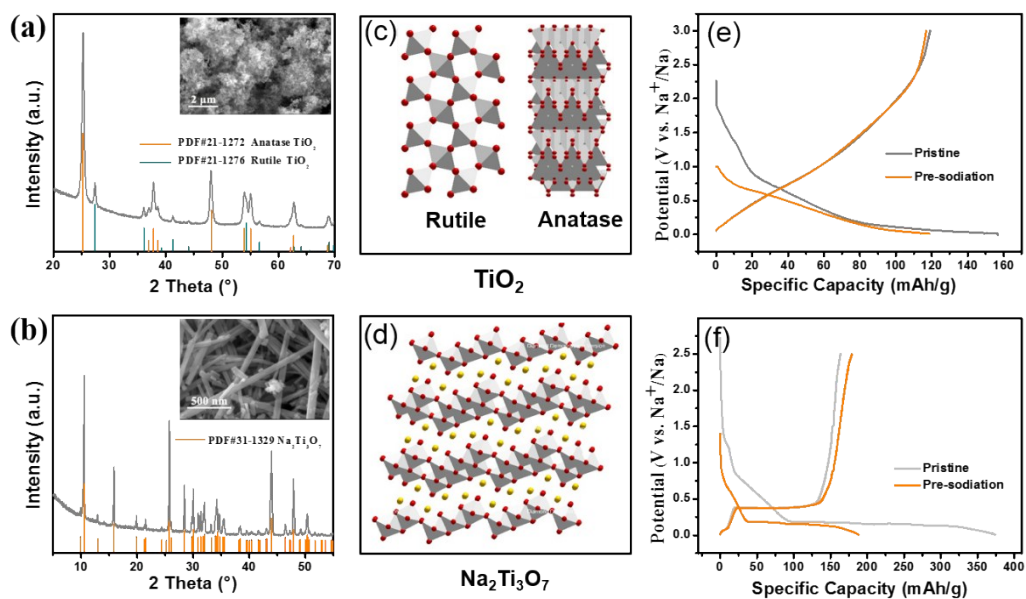 (a)
Intensity (a.u.)
2 μm
PDF#21-1272 Anatase TiO₂
PDF#21-1276 Rutile TiO₂
20 30 40 50 60 70
2 Theta (°)
(c)
Rutile Anatase
TiO₂
(e)
Potential (V vs. Na⁺/Na)
3.0
2.5
2.0
1.5
1.0
0.5
0.0
Pristine
Pre-sodiation
0 20 40 60 80 100 120 140 160
Specific Capacity (mAh/g)
(b)
Intensity (a.u.)
500 nm
PDF#31-1329 Na₂Ti₃O₇
10 20 30 40 50
2 Theta (°)
(d)
Na₂Ti₃O₇
(f)
Potential (V vs. Na⁺/Na)
2.5
2.0
1.5
1.0
0.5
0.0
Pristine
Pre-sodiation
0 50 100 150 200 250 300 350 400
Specific Capacity (mAh/g)